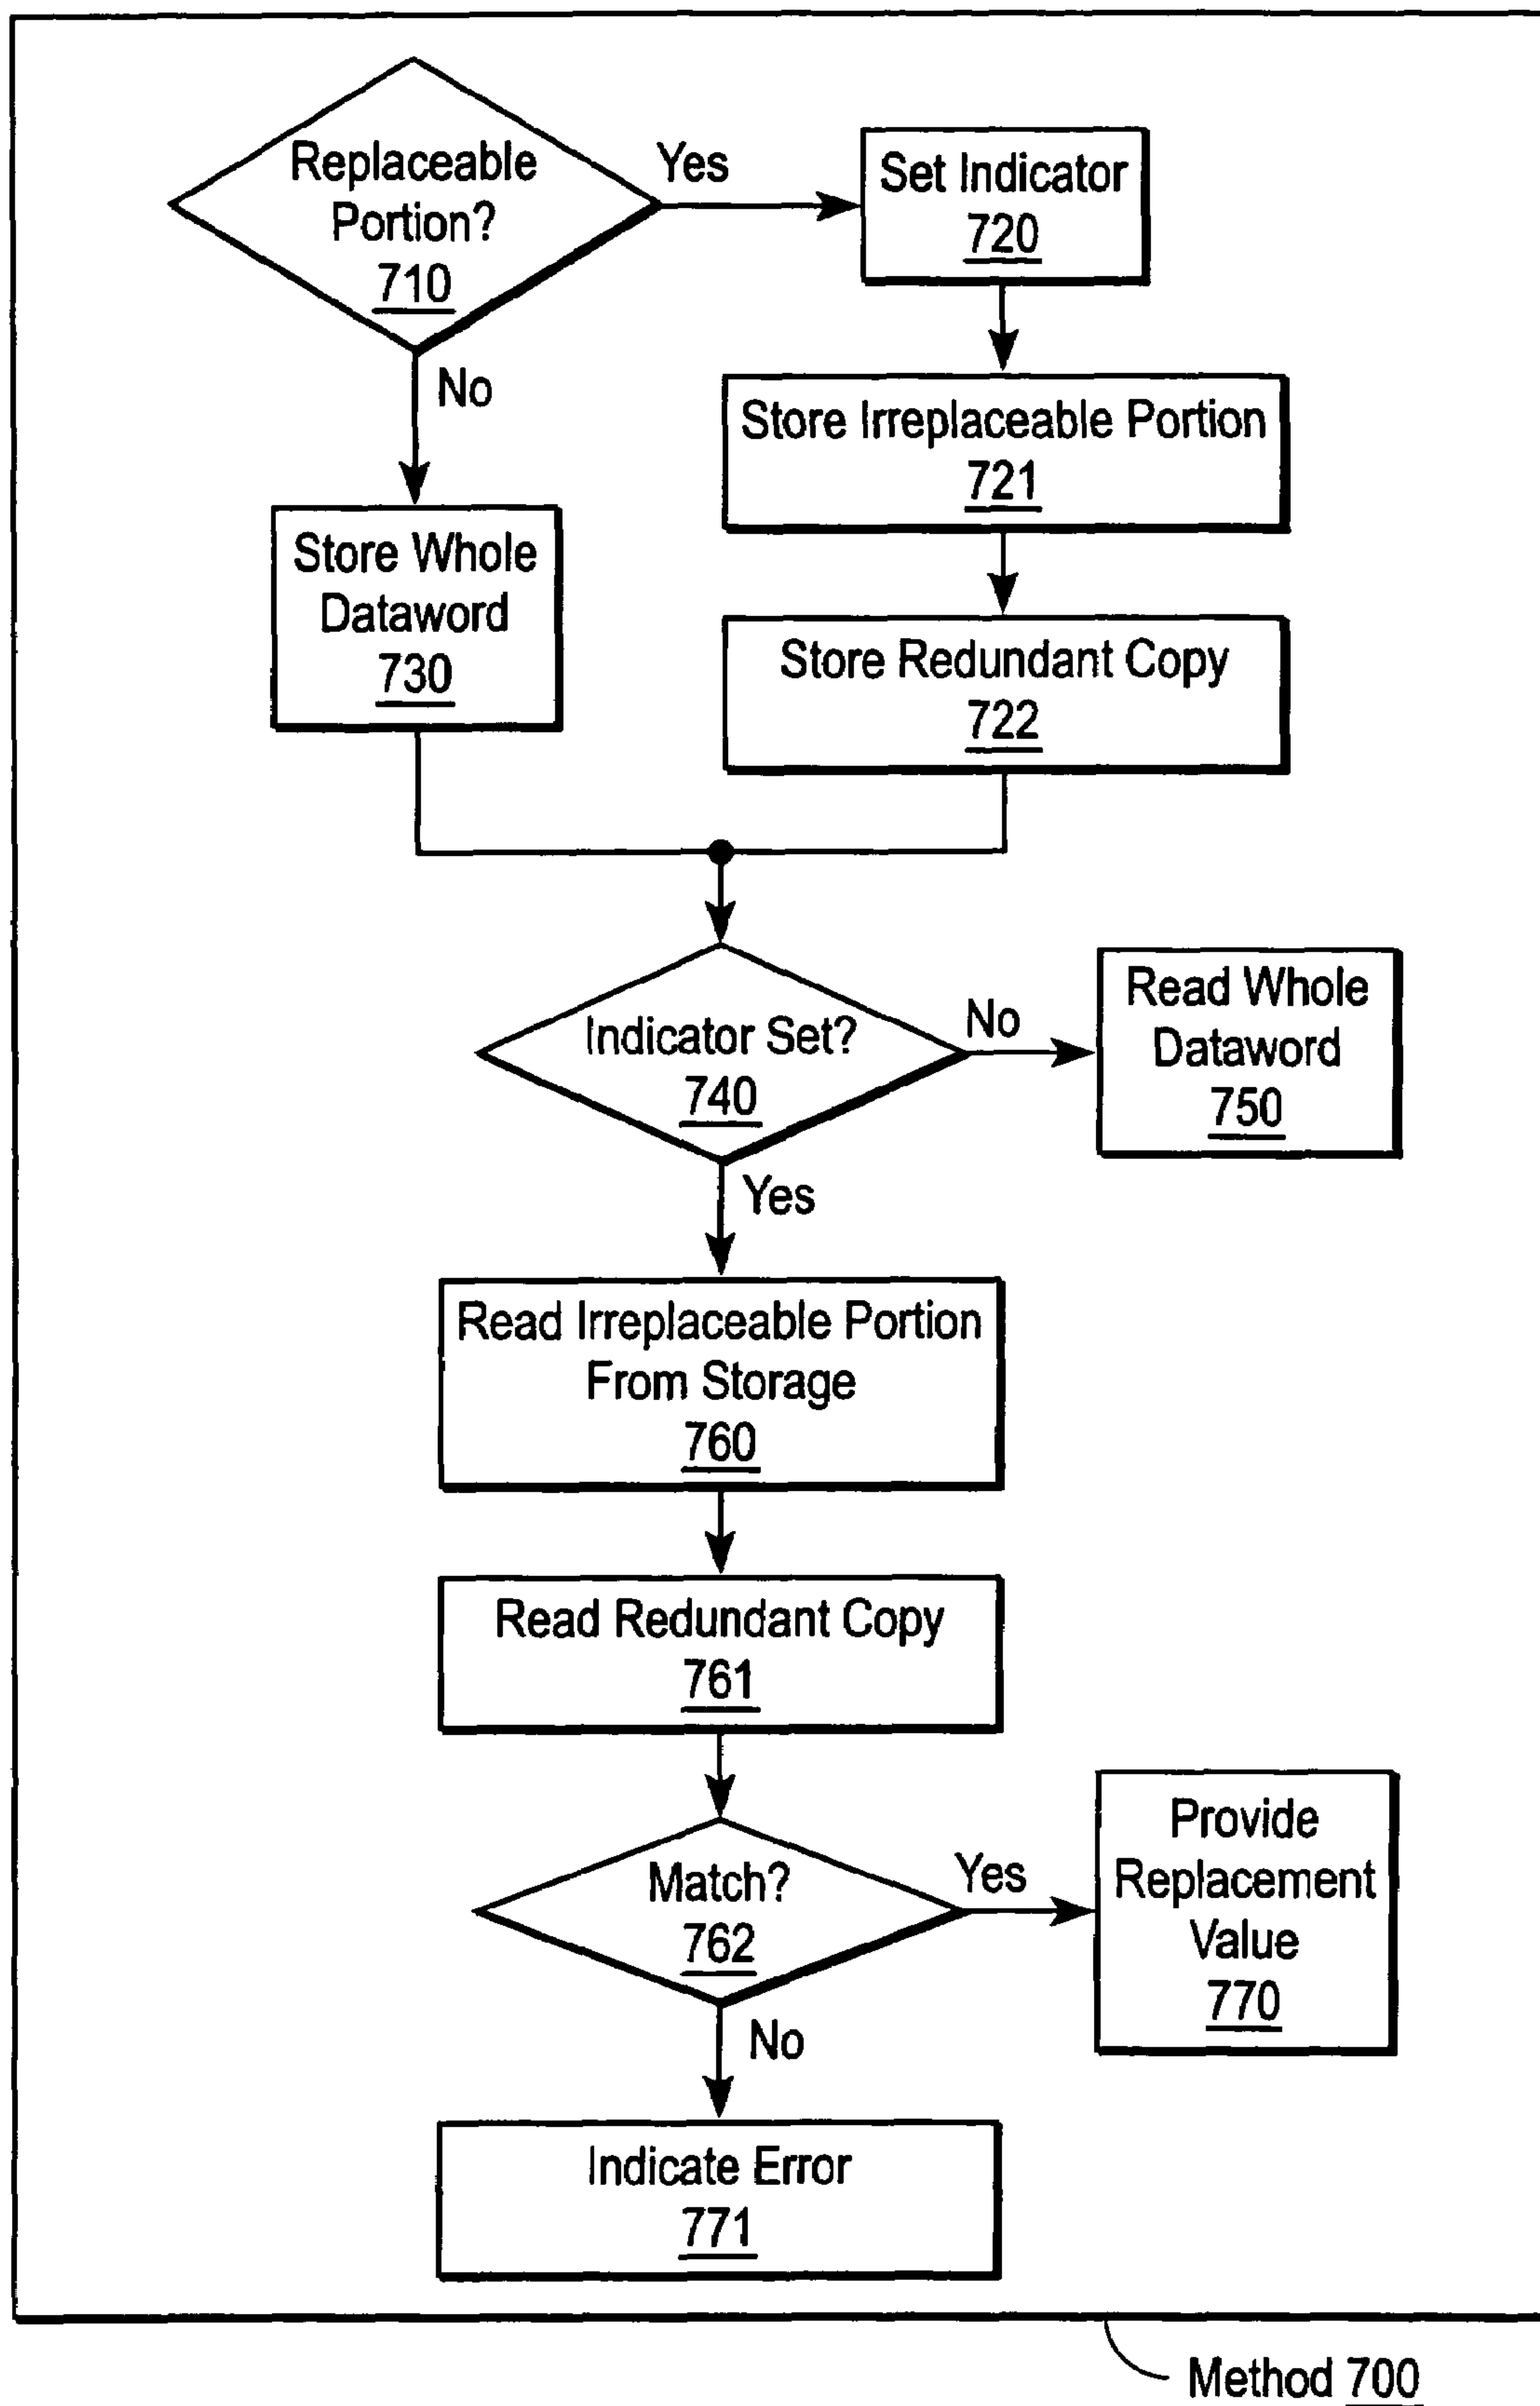 Replaceable
Portion?
710
Yes
Set Indicator
720
No
Store Irreplaceable Portion
721
Store Whole
Dataword
730
Store Redundant Copy
722
Indicator Set?
740
No
Read Whole
Dataword
750
Yes
Read Irreplaceable Portion
From Storage
760
Read Redundant Copy
761
Match?
762
Yes
Provide
Replacement
Value
770
No
Indicate Error
771
Method 700